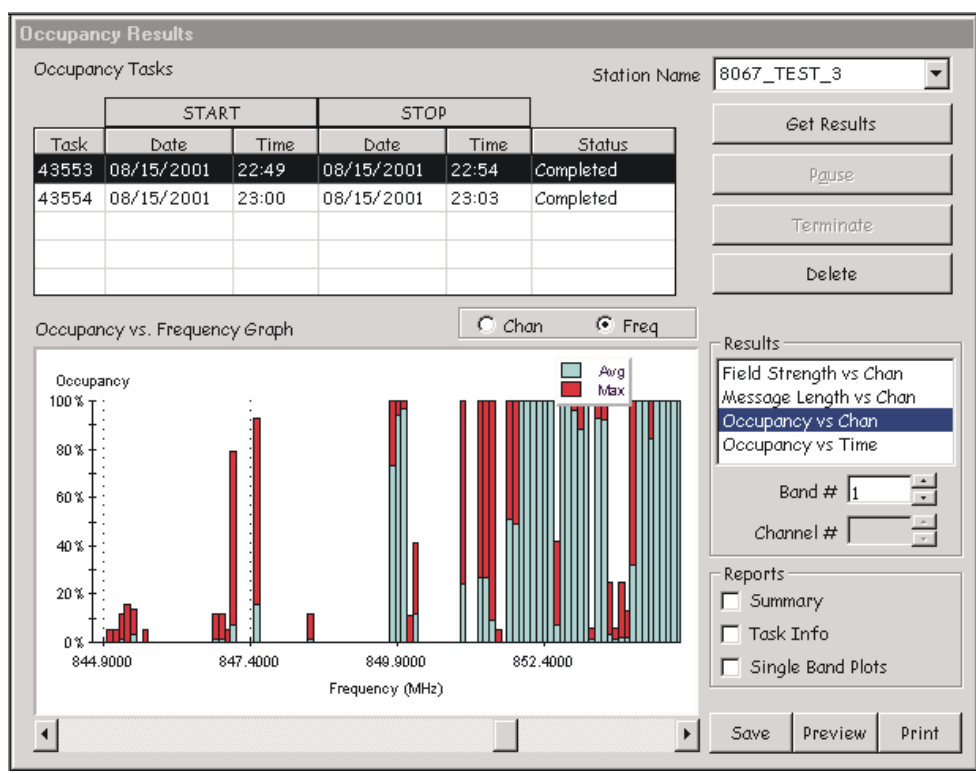 Occupancy Results
Occupancy Tasks
Station Name 8067_TEST_3
START STOP
Task Date Time Date Time Status
43553 08/15/2001 22:49 08/15/2001 22:54 Completed
43554 08/15/2001 23:00 08/15/2001 23:03 Completed
Get Results
Pause
Terminate
Delete
Occupancy vs. Frequency Graph
Chan Freq
Occupancy
Avg
Max
100%
80%
60%
40%
20%
0%
844.9000 847.4000 849.9000 852.4000
Frequency (MHz)
Results
Field Strength vs Chan
Message Length vs Chan
Occupancy vs Chan
Occupancy vs Time
Band # 1
Channel #
Reports
Summary
Task Info
Single Band Plots
Save Preview Print